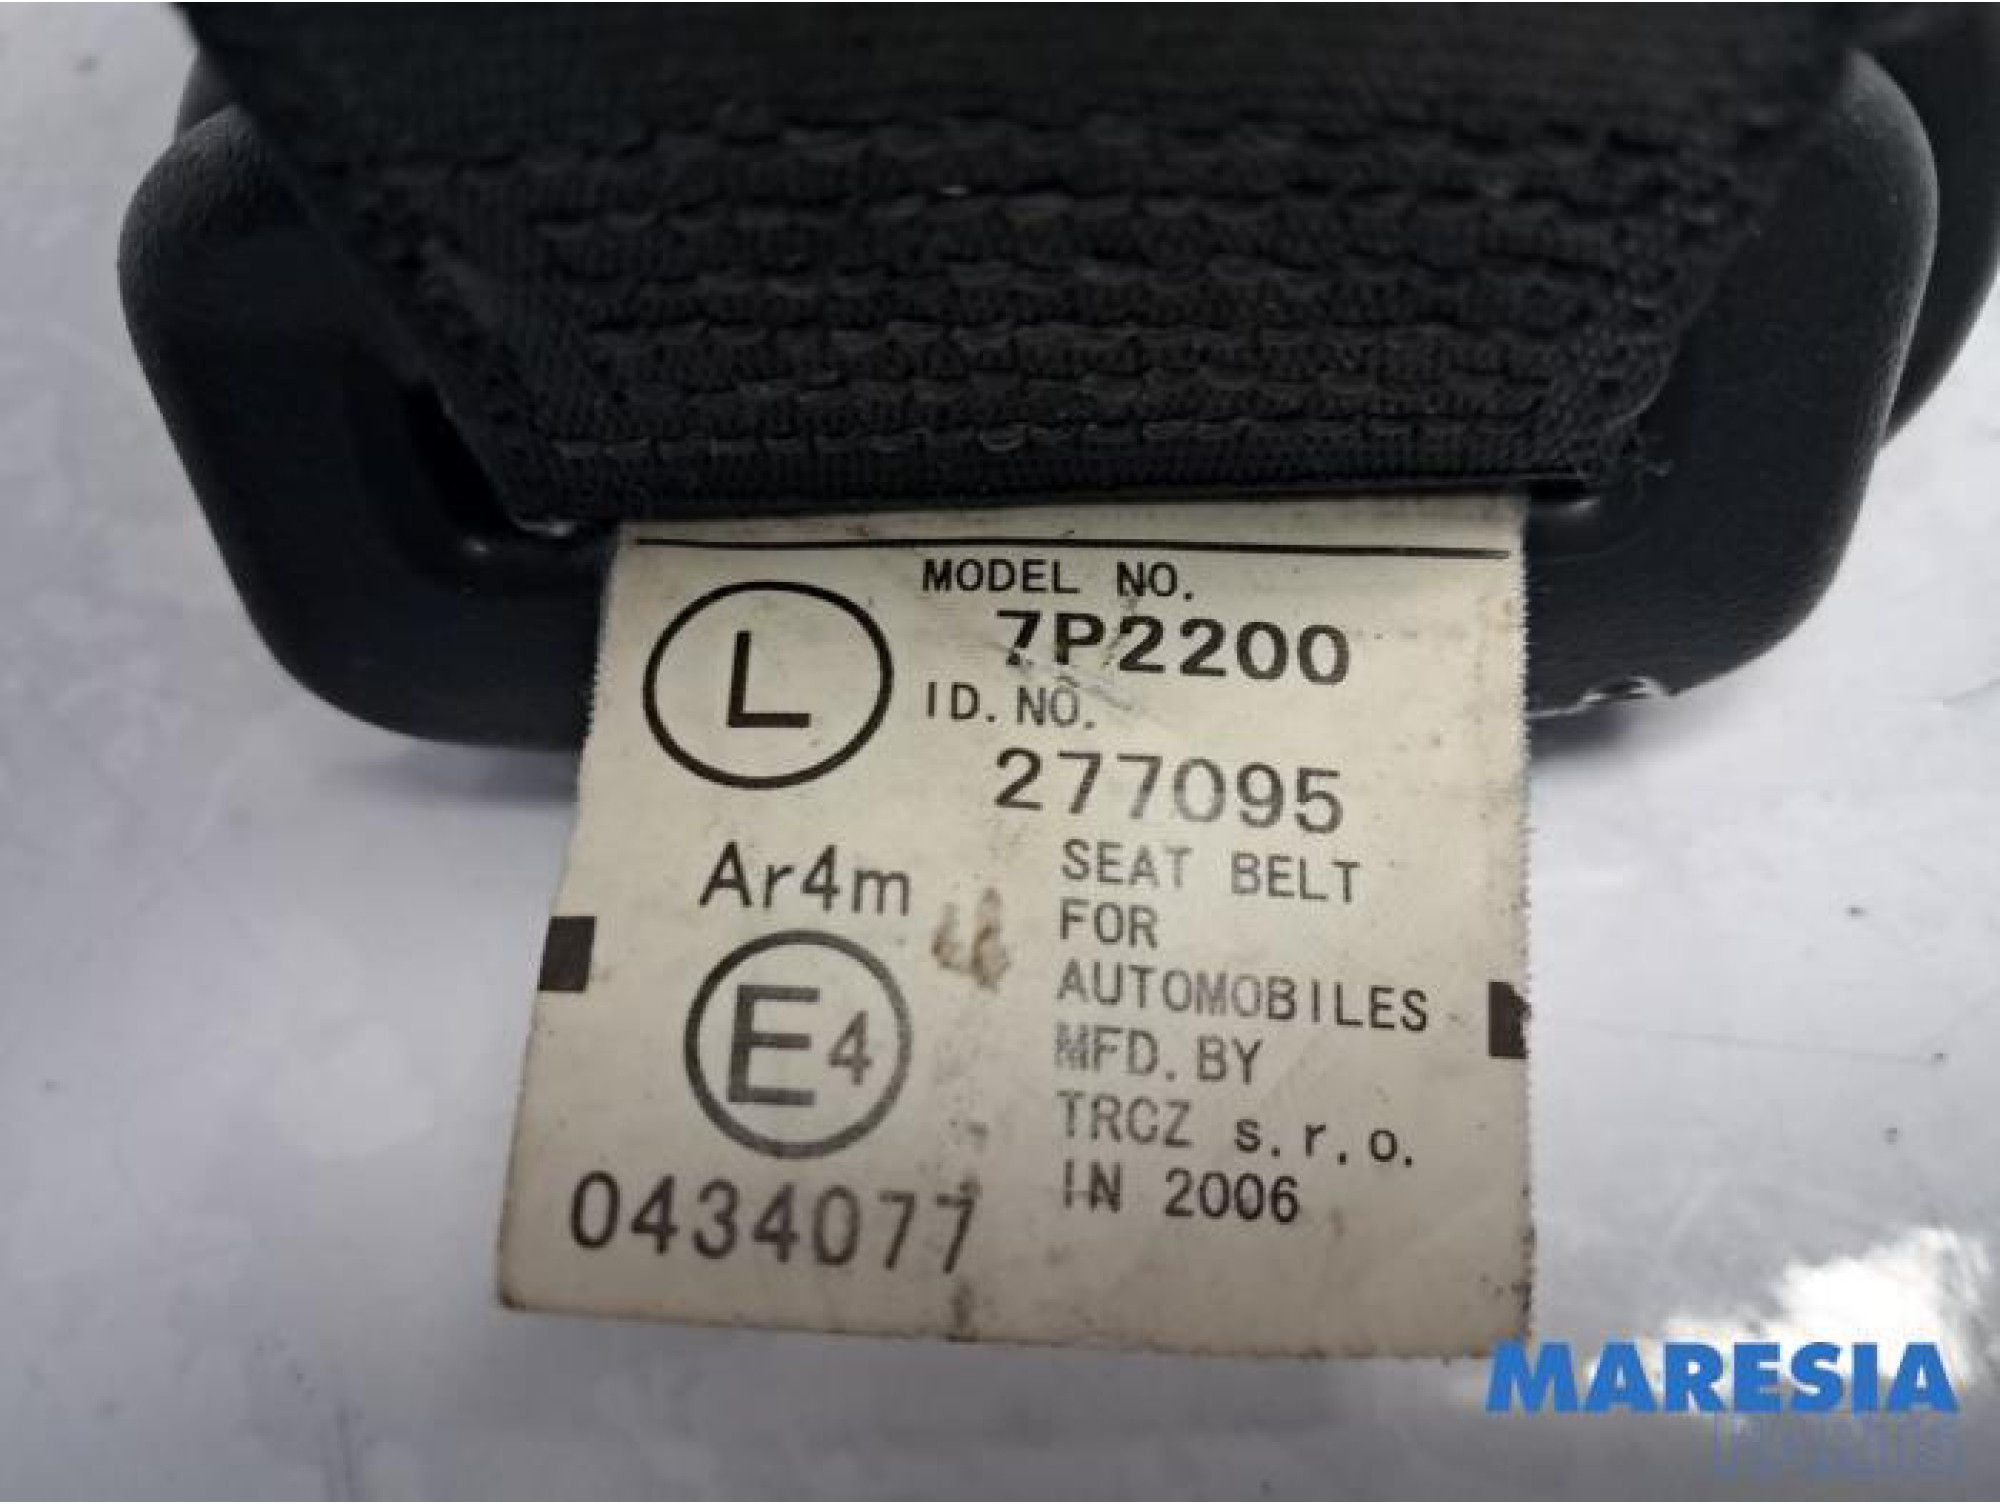 MODEL NO.
7P2200
L
ID. NO.
277095
Ar4m
SEAT BELT
FOR
AUTOMOBILES
E4
MFD. BY
TRCZ s.r.o.
IN 2006
0434077
MARESIA
PARTS